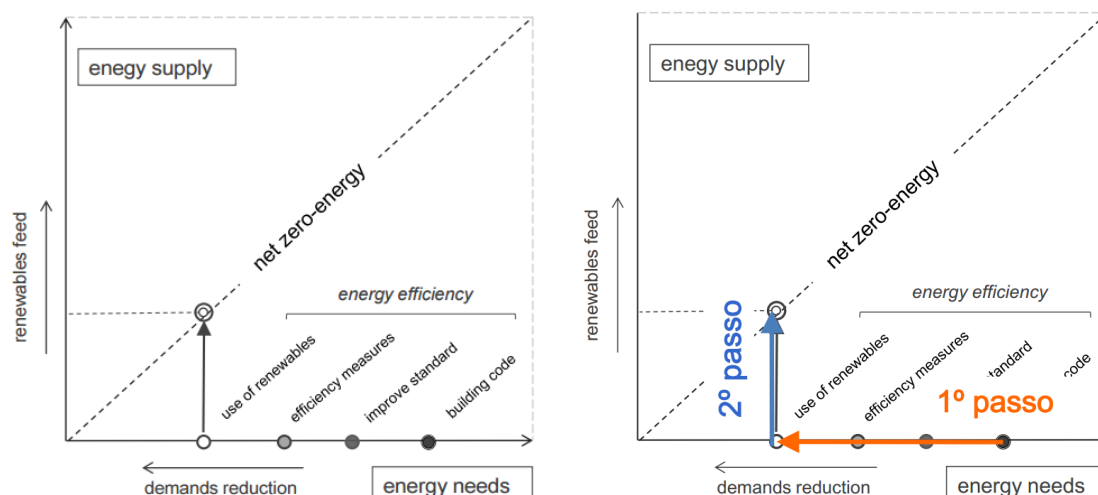 enegy supply
renewables feed
net zero-energy
energy efficiency
use of renewables
efficiency measures
improve standard
building code
demands reduction
energy needs
enegy supply
renewables feed
net zero-energy
energy efficiency
2º passo
use of renewables
efficiency measures
standard
code
1º passo
demands reduction
energy needs